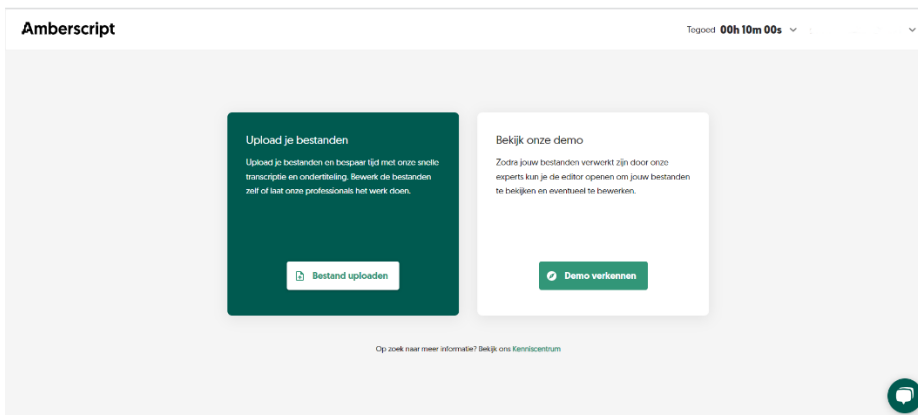 Amberscript
Tegoed 00h 10m 00s
Upload je bestanden
Upload je bestanden en bespaar tijd met onze snelle
transcriptie en ondertiteling. Bewerk de bestanden
zelf of laat onze professionals het werk doen.
Bestand uploaden
Bekijk onze demo
Zodra jouw bestanden verwerkt zijn door onze
experts kun je de editor openen om jouw bestanden
te bekijken en eventueel te bewerken.
Demo verkennen
Op zoek naar meer informatie? Bekijk ons Kenniscentrum